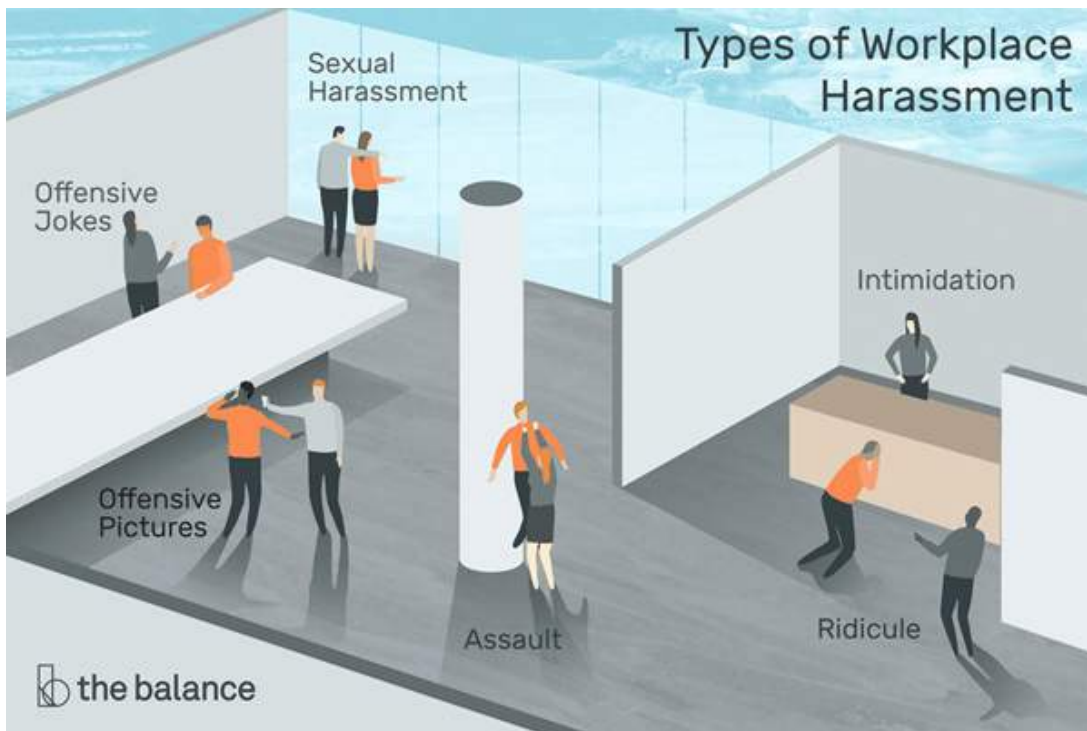 Types of Workplace
Harassment
Sexual
Harassment
Offensive
Jokes
Intimidation
Offensive
Pictures
Assault
Ridicule
the balance